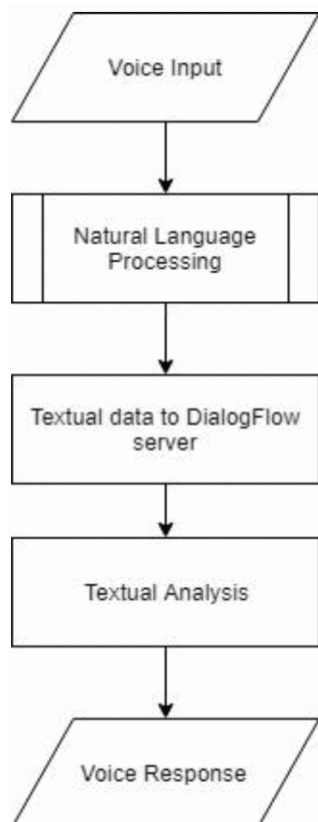 Voice Input
Natural Language
Processing
Textual data to DialogFlow
server
Textual Analysis
Voice Response